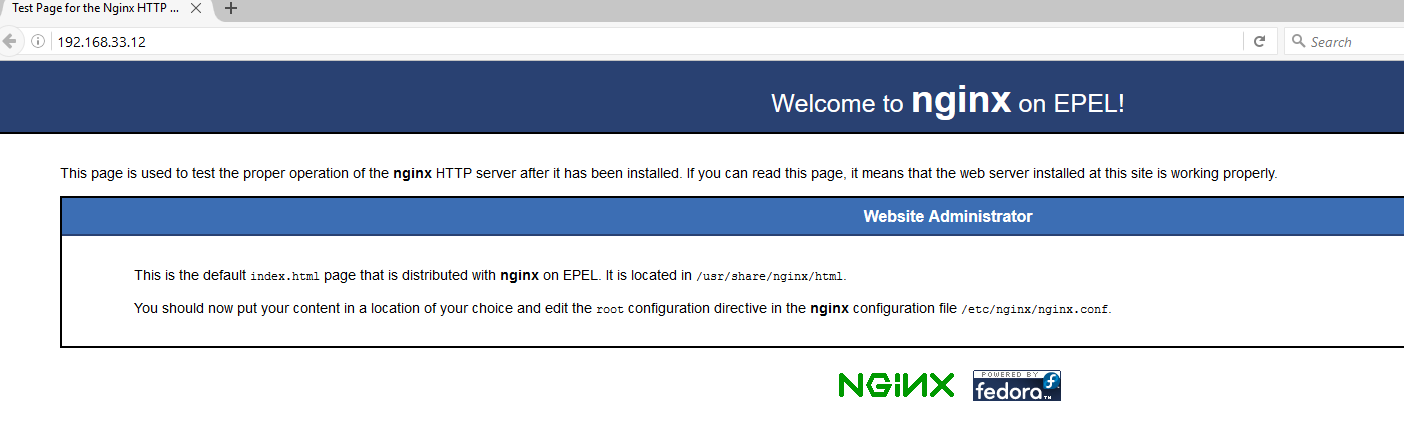 Test Page for the Nginx HTTP ...
192.168.33.12
Search
Welcome to nginx on EPEL!
This page is used to test the proper operation of the nginx HTTP server after it has been installed. If you can read this page, it means that the web server installed at this site is working properly.
Website Administrator
This is the default index.html page that is distributed with nginx on EPEL. It is located in /usr/share/nginx/html.
You should now put your content in a location of your choice and edit the root configuration directive in the nginx configuration file /etc/nginx/nginx.conf.
NGINX
POWERED BY
fedora™